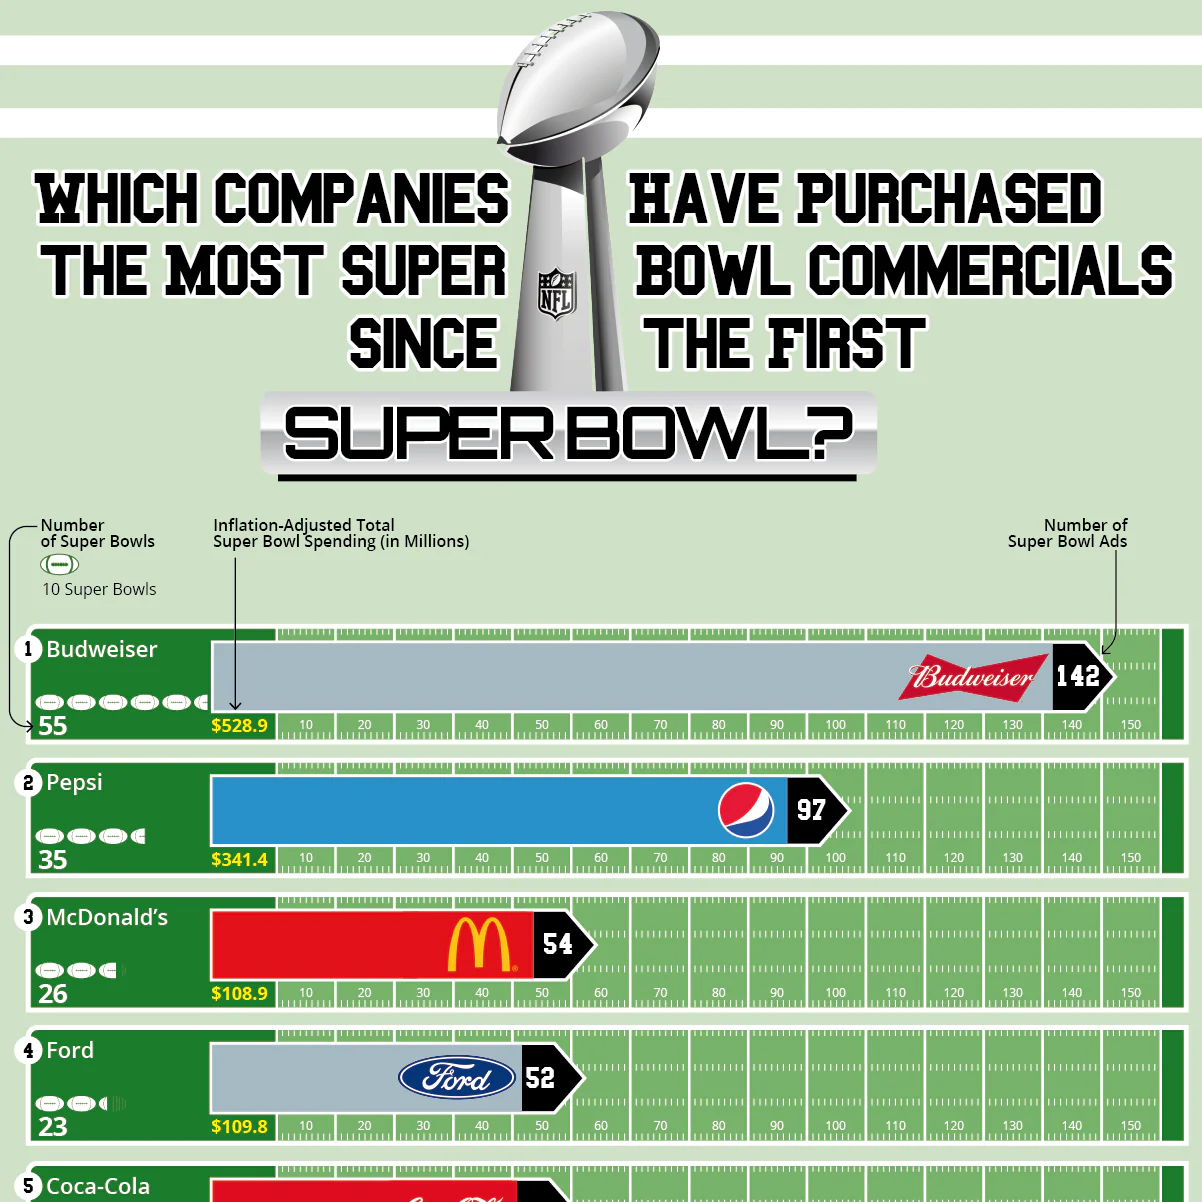 WHICH COMPANIES HAVE PURCHASED
THE MOST SUPER BOWL COMMERCIALS
SINCE THE FIRST
NFL
SUPER BOWL?
Number
of Super Bowls
10 Super Bowls
Inflation-Adjusted Total
Super Bowl Spending (in Millions)
Number of
Super Bowl Ads
1 Budweiser
Budweiser 142
55 $528.9 10 20 30 40 50 60 70 80 90 100 110 120 130 140 150
2 Pepsi
97
35 $341.4 10 20 30 40 50 60 70 80 90 100 110 120 130 140 150
3 McDonald's
54
26 $108.9 10 20 30 40 50 60 70 80 90 100 110 120 130 140 150
4 Ford
Ford 52
23 $109.8 10 20 30 40 50 60 70 80 90 100 110 120 130 140 150
5 Coca-Cola